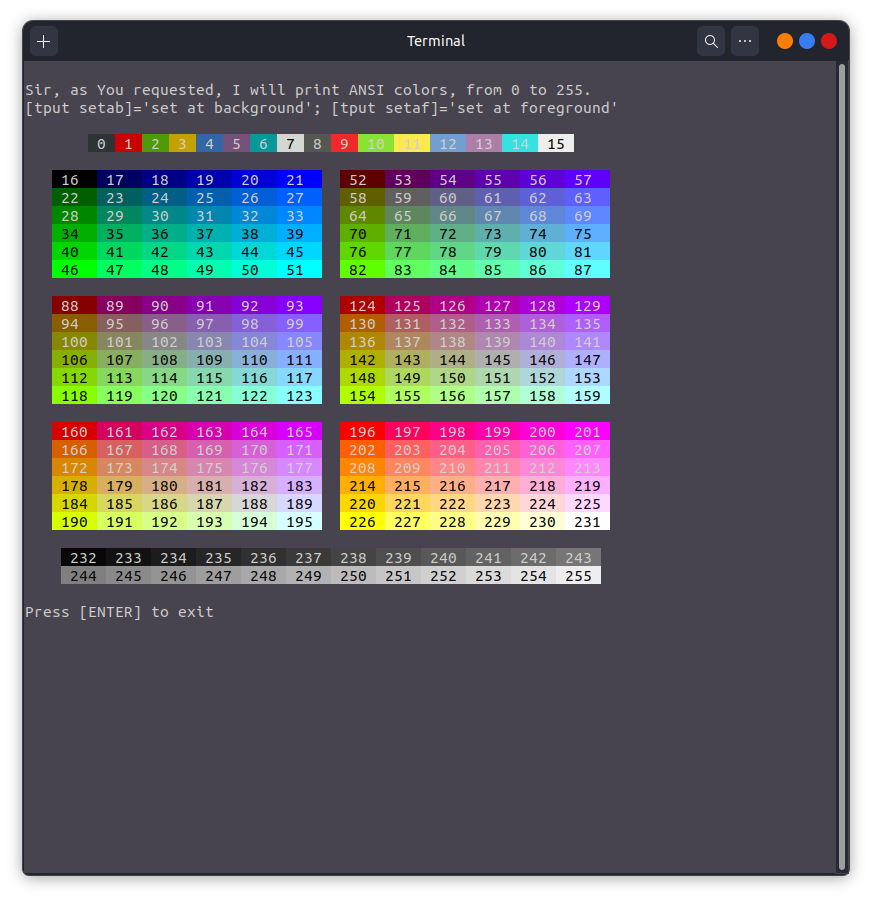 Terminal
Sir, as You requested, I will print ANSI colors, from 0 to 255.
[tput setab]='set at background'; [tput setaf]='set at foreground'
0 1 2 3 4 5 6 7 8 9 10 11 12 13 14 15
16 17 18 19 20 21 52 53 54 55 56 57
22 23 24 25 26 27 58 59 60 61 62 63
28 29 30 31 32 33 64 65 66 67 68 69
34 35 36 37 38 39 70 71 72 73 74 75
40 41 42 43 44 45 76 77 78 79 80 81
46 47 48 49 50 51 82 83 84 85 86 87
88 89 90 91 92 93 124 125 126 127 128 129
94 95 96 97 98 99 130 131 132 133 134 135
100 101 102 103 104 105 136 137 138 139 140 141
106 107 108 109 110 111 142 143 144 145 146 147
112 113 114 115 116 117 148 149 150 151 152 153
118 119 120 121 122 123 154 155 156 157 158 159
160 161 162 163 164 165 196 197 198 199 200 201
166 167 168 169 170 171 202 203 204 205 206 207
172 173 174 175 176 177 208 209 210 211 212 213
178 179 180 181 182 183 214 215 216 217 218 219
184 185 186 187 188 189 220 221 222 223 224 225
190 191 192 193 194 195 226 227 228 229 230 231
232 233 234 235 236 237 238 239 240 241 242 243
244 245 246 247 248 249 250 251 252 253 254 255
Press [ENTER] to exit